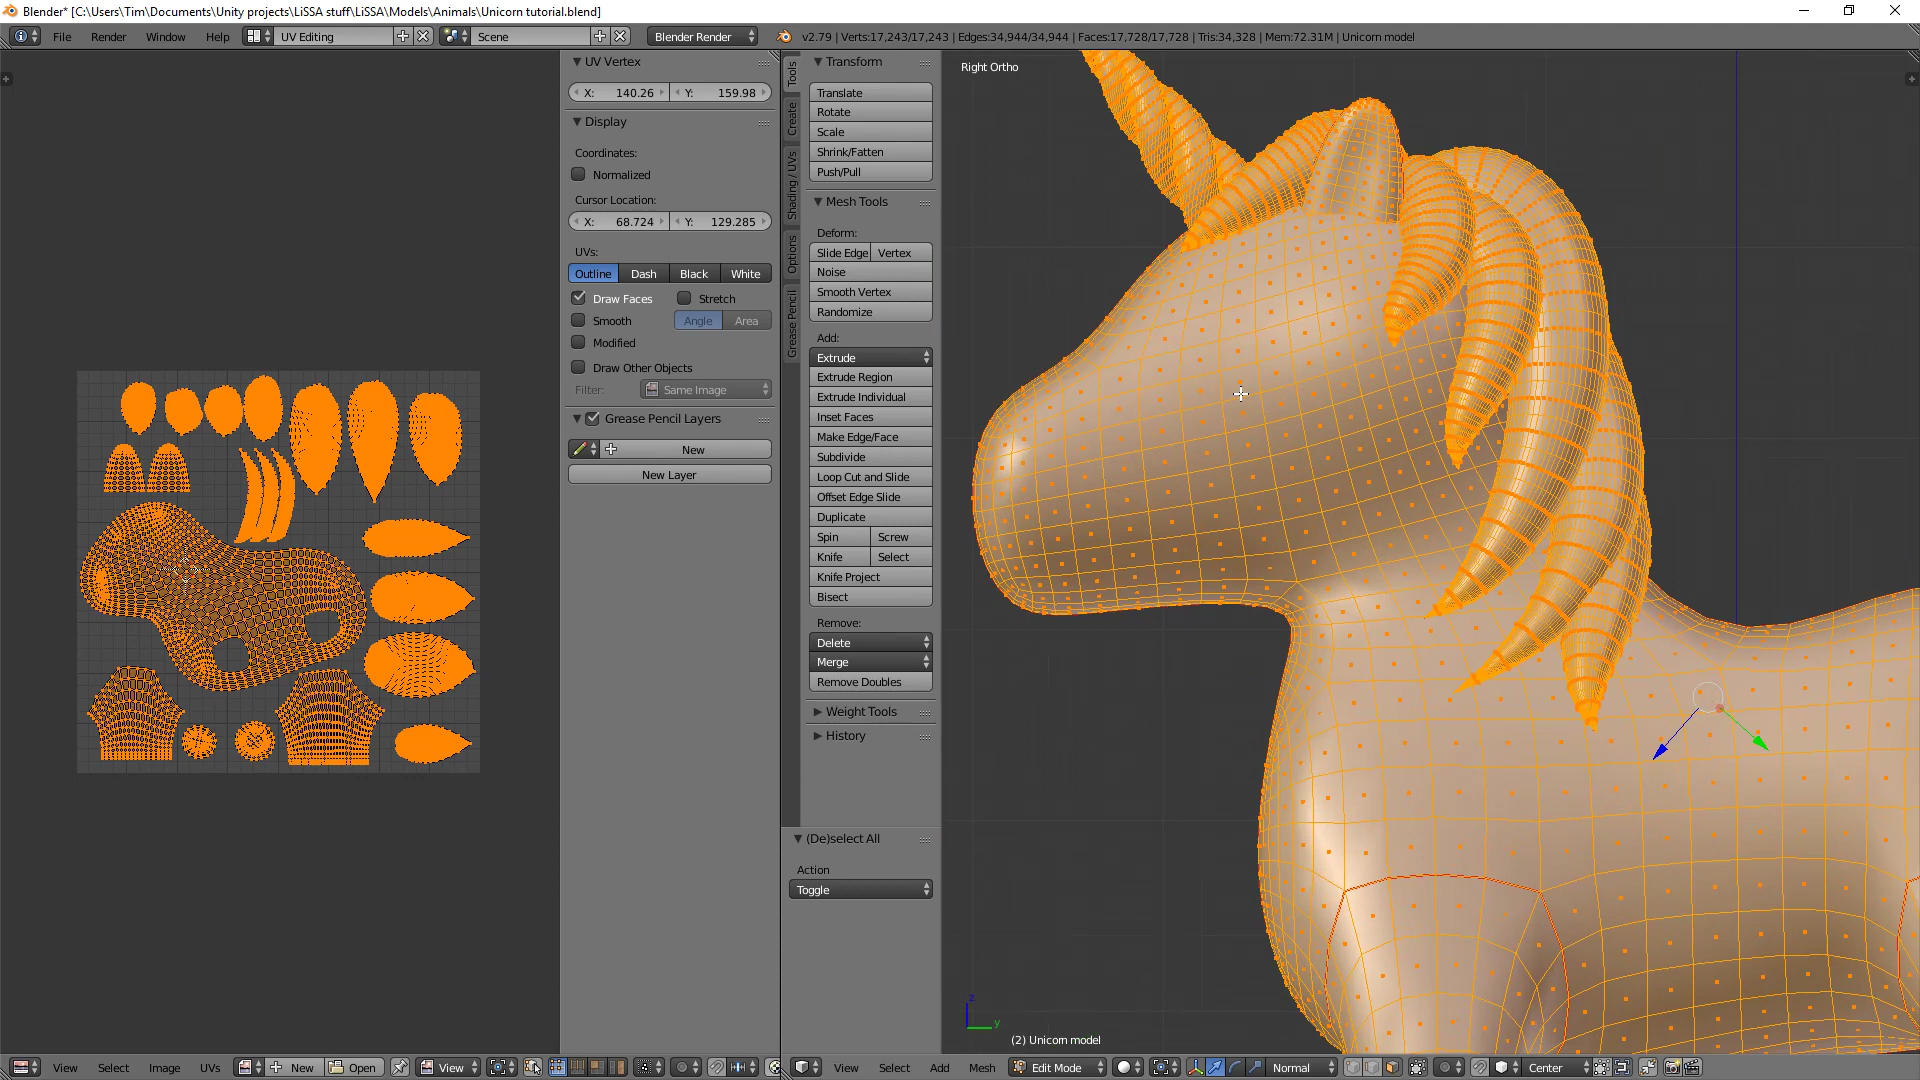 Blender* [C:\Users\Tim\Documents\Unity projects\LiSSA stuff\LiSSA\Models\Animals\Unicorn tutorial.blend]
File Render Window Help UV Editing Scene Blender Render v2.79 | Verts:17,243/17,243 | Edges:34,944/34,944 | Faces:17,728/17,728 | Tris:34,328 | Mem:72.31M | Unicorn model
UV Vertex
X: 140.26 Y: 159.98
Display
Coordinates:
Normalized
Cursor Location:
X: 68.724 Y: 129.285
UVs:
Outline Dash Black White
Draw Faces Stretch
Smooth Angle Area
Modified
Draw Other Objects
Filter: Same Image
Grease Pencil Layers
New
New Layer
Tools
Create
Shading / UVs
Options
Grease Pencil
Transform
Translate
Rotate
Scale
Shrink/Fatten
Push/Pull
Mesh Tools
Deform:
Slide Edge Vertex
Noise
Smooth Vertex
Randomize
Add:
Extrude
Extrude Region
Extrude Individual
Inset Faces
Make Edge/Face
Subdivide
Loop Cut and Slide
Offset Edge Slide
Duplicate
Spin Screw
Knife Select
Knife Project
Bisect
Remove:
Delete
Merge
Remove Doubles
Weight Tools
History
(De)select All
Action
Toggle
Right Ortho
z
y
(2) Unicorn model
View Select Image UVs New Open View
View Select Add Mesh Edit Mode Normal Center